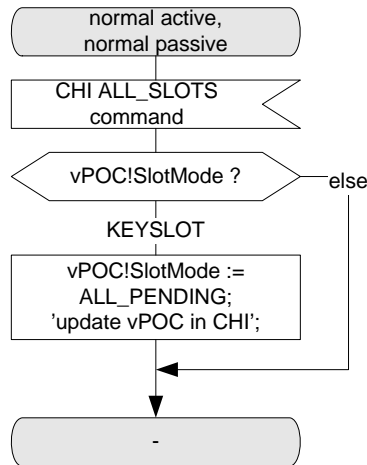 normal active,
normal passive
CHI ALL_SLOTS
command
vPOC!SlotMode ?
else
KEYSLOT
vPOC!SlotMode :=
ALL_PENDING;
'update vPOC in CHI';
-